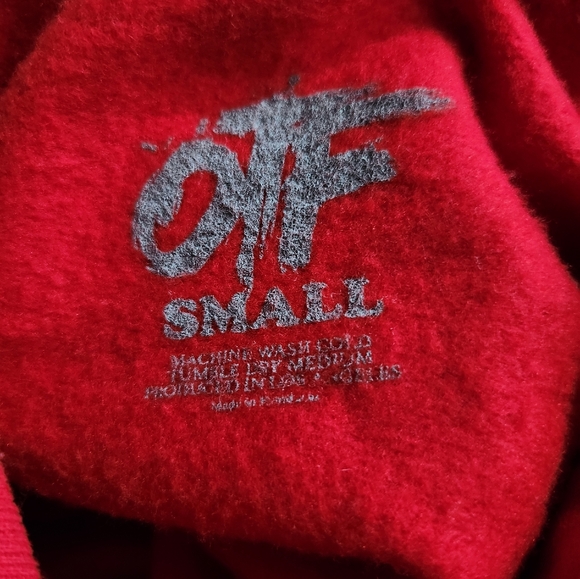 OTF
SMALL
MACHINE WASH COLD
TUMBLE DRY MEDIUM
PRODUCED IN LOS ANGELES
Made in